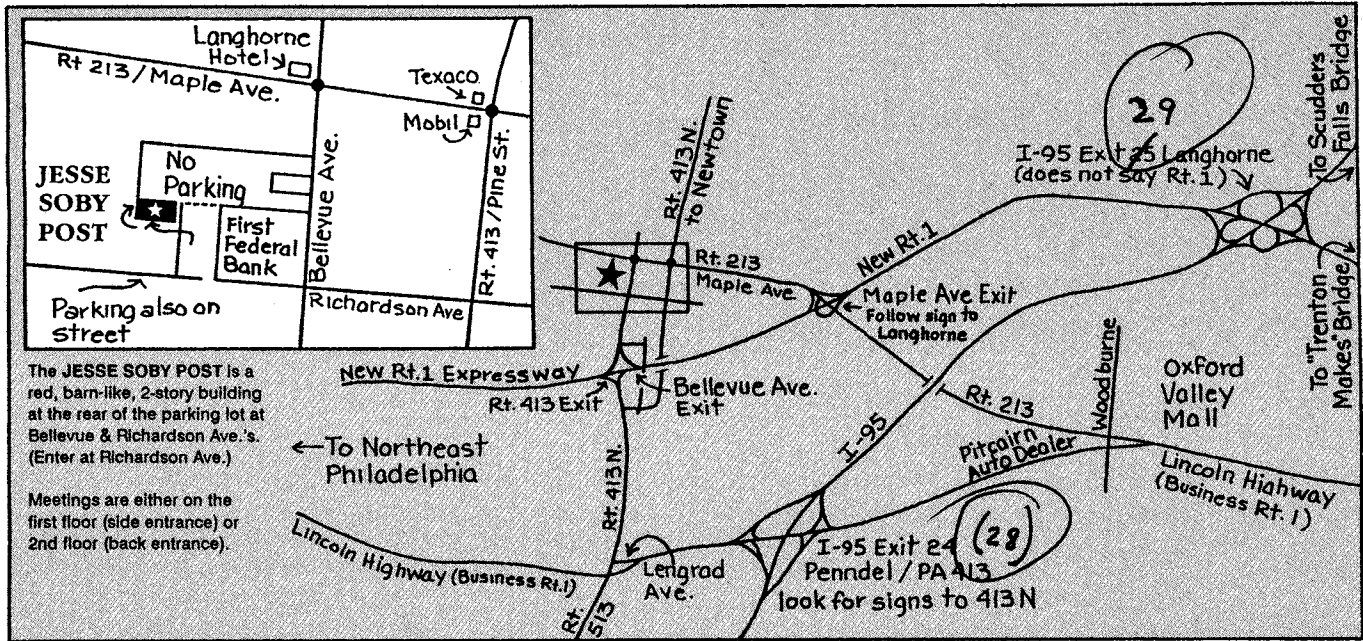 Langhorne
Hotel
Rt 213 / Maple Ave.
Texaco
Mobil
No
Parking
JESSE
SOBY
POST
First
Federal
Bank
Bellevue Ave.
Rt. 413 / Pine St.
Richardson Ave
Parking also on
street
The JESSE SOBY POST is a
red, barn-like, 2-story building
at the rear of the parking lot at
Bellevue & Richardson Ave.'s.
(Enter at Richardson Ave.)
Meetings are either on the
first floor (side entrance) or
2nd floor (back entrance).
Rt. 413 N.
to Newtown
29
I-95 Exit 25 Langhorne
(does not say Rt. 1)
To Scudders
Falls Bridge
To "Trenton
Makes" Bridge
New Rt. 1
Rt. 213
Maple Ave
Maple Ave Exit
Follow sign to
Langhorne
New Rt. 1 Expressway
Rt. 413 Exit
Bellevue Ave.
Exit
←To Northeast
Philadelphia
Rt. 413 N.
I-95
Rt. 213
Woodburne
Oxford
Valley
Mall
Pitcairn
Auto Dealer
Lincoln Highway
(Business Rt. 1)
Lincoln Highway (Business Rt.1)
Lengrad
Ave.
Rt.
513
I-95 Exit 24
(28)
Penndel / PA 413
look for signs to 413 N